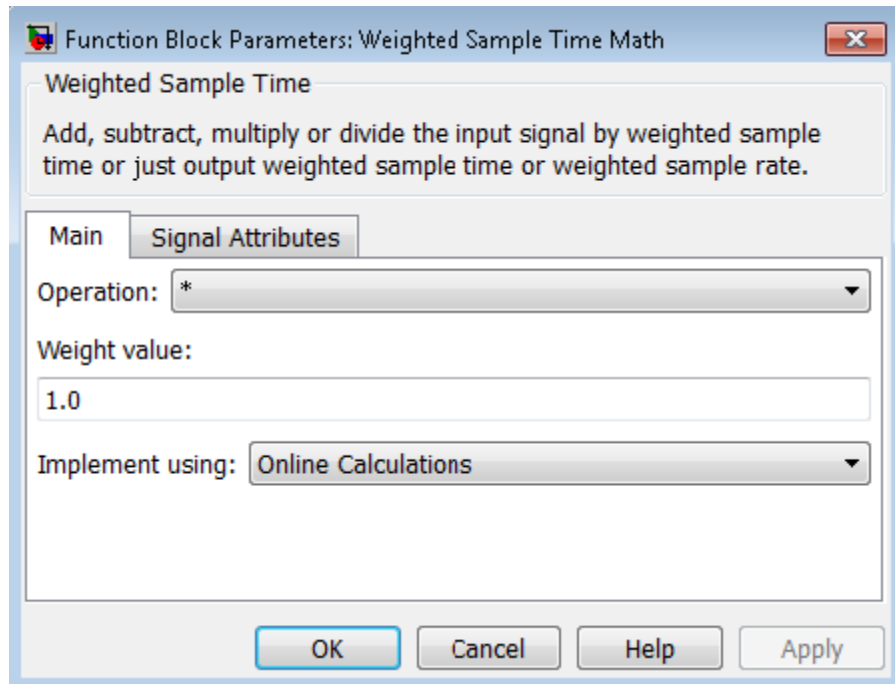 Function Block Parameters: Weighted Sample Time Math
Weighted Sample Time
Add, subtract, multiply or divide the input signal by weighted sample
time or just output weighted sample time or weighted sample rate.
Main Signal Attributes
Operation: *
Weight value:
1.0
Implement using: Online Calculations
OK Cancel Help Apply